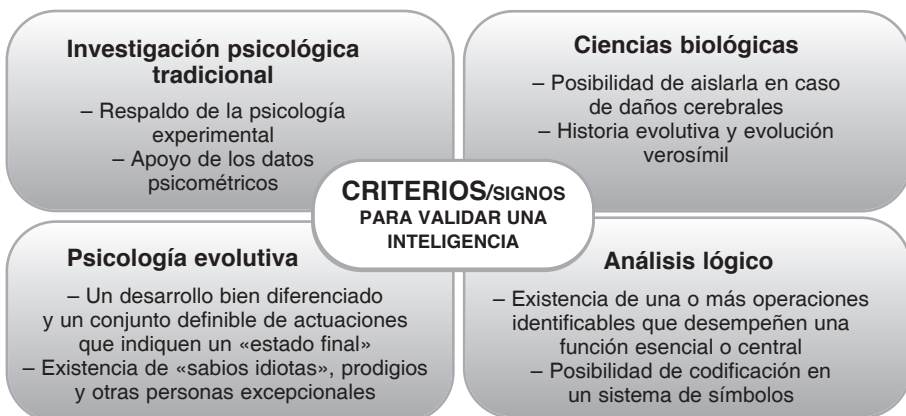 Investigación psicológica
tradicional
– Respaldo de la psicología
experimental
– Apoyo de los datos
psicométricos
Ciencias biológicas
– Posibilidad de aislarla en caso
de daños cerebrales
– Historia evolutiva y evolución
verosímil
CRITERIOS/SIGNOS
PARA VALIDAR UNA
INTELIGENCIA
Psicología evolutiva
– Un desarrollo bien diferenciado
y un conjunto definible de actuaciones
que indiquen un «estado final»
– Existencia de «sabios idiotas», prodigios
y otras personas excepcionales
Análisis lógico
– Existencia de una o más operaciones
identificables que desempeñen una
función esencial o central
– Posibilidad de codificación en
un sistema de símbolos